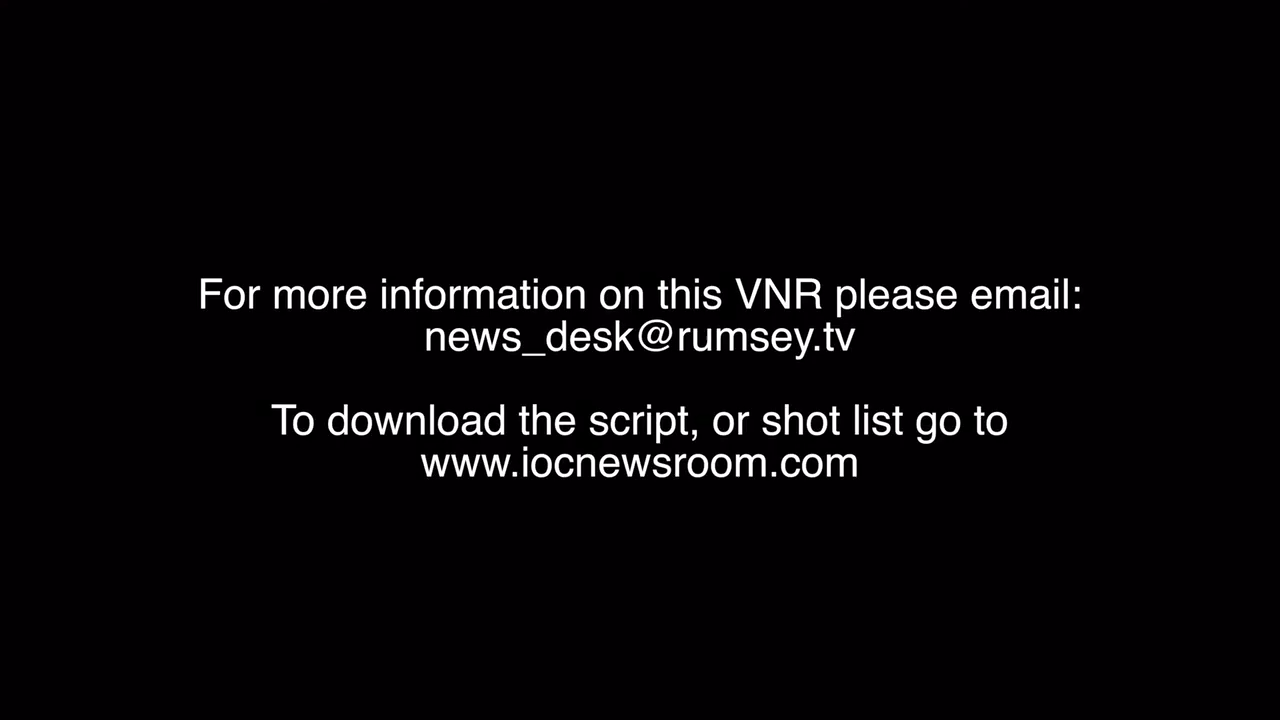 For more information on this VNR please email:
news_desk@rumsey.tv
To download the script, or shot list go to
www.iocnewsroom.com